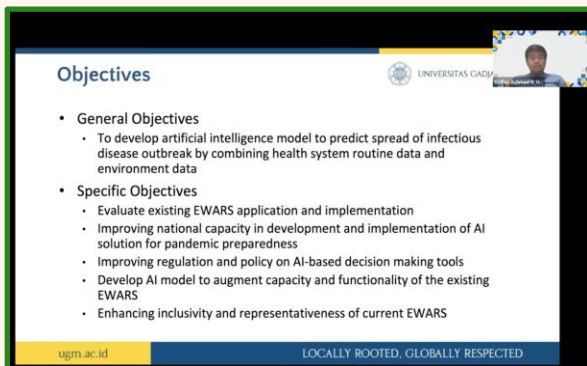 Objectives
UNIVERSITAS GADJA
• General Objectives
• To develop artificial intelligence model to predict spread of infectious
disease outbreak by combining health system routine data and
environment data
• Specific Objectives
• Evaluate existing EWARS application and implementation
• Improving national capacity in development and implementation of AI
solution for pandemic preparedness
• Improving regulation and policy on AI-based decision making tools
• Develop AI model to augment capacity and functionality of the existing
EWARS
• Enhancing inclusivity and representativeness of current EWARS
ugm.ac.id
LOCALLY ROOTED, GLOBALLY RESPECTED